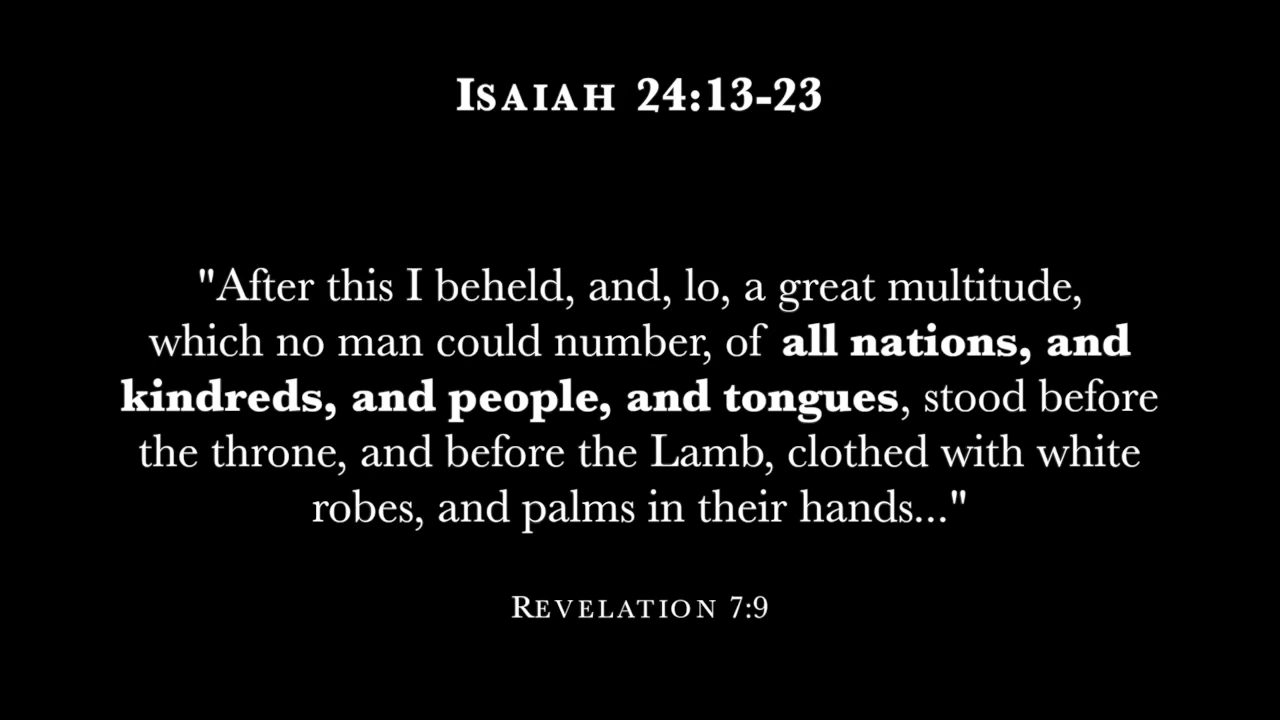 ISAIAH 24:13-23
"After this I beheld, and, lo, a great multitude,
which no man could number, of all nations, and
kindreds, and people, and tongues, stood before
the throne, and before the Lamb, clothed with white
robes, and palms in their hands..."
REVELATION 7:9